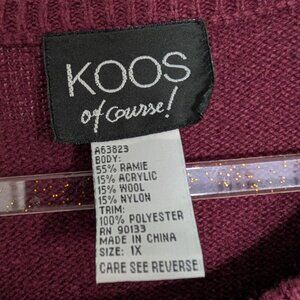 KOOS
of course!
A63823
BODY:
55% RAMIE
15% ACRYLIC
15% WOOL
15% NYLON
TRIM:
100% POLYESTER
RN 90133
MADE IN CHINA
SIZE: 1X
CARE SEE REVERSE